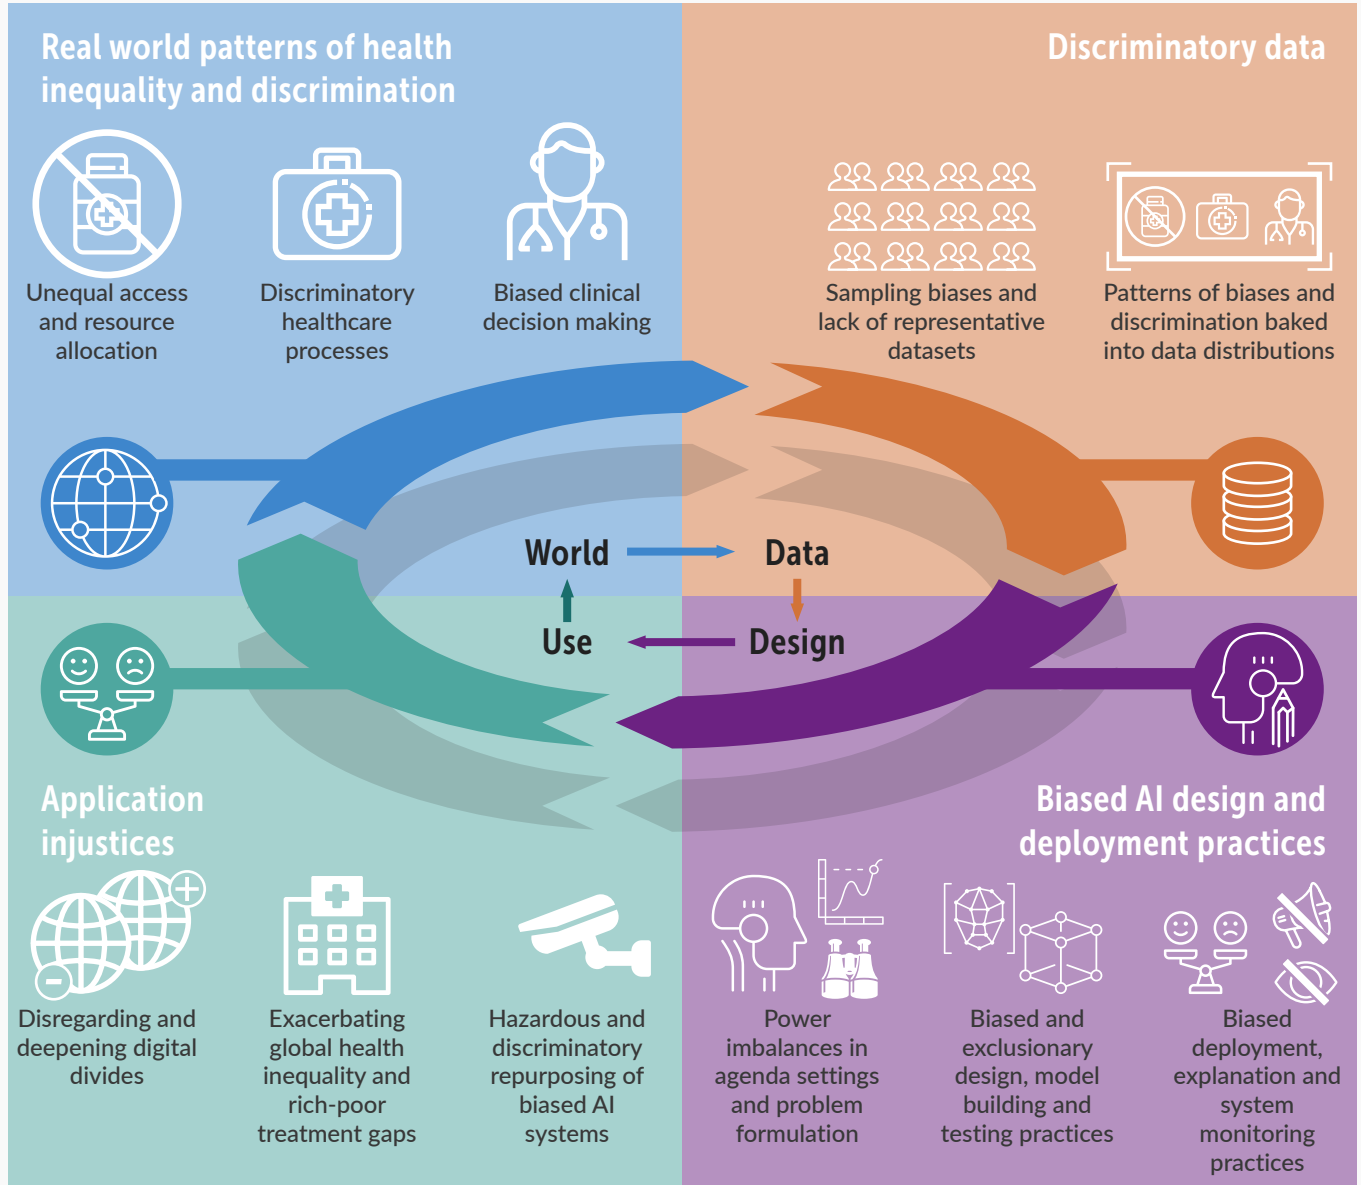 Real world patterns of health
inequality and discrimination
Unequal access
and resource
allocation
Discriminatory
healthcare
processes
Biased clinical
decision making
Discriminatory data
Sampling biases and
lack of representative
datasets
Patterns of biases and
discrimination baked
into data distributions
World
Data
Use
Design
Application
injustices
Disregarding and
deepening digital
divides
Exacerbating
global health
inequality and
rich-poor
treatment gaps
Hazardous and
discriminatory
repurposing of
biased AI
systems
Biased AI design and
deployment practices
Power
imbalances in
agenda settings
and problem
formulation
Biased and
exclusionary
design, model
building and
testing practices
Biased
deployment,
explanation and
system
monitoring
practices